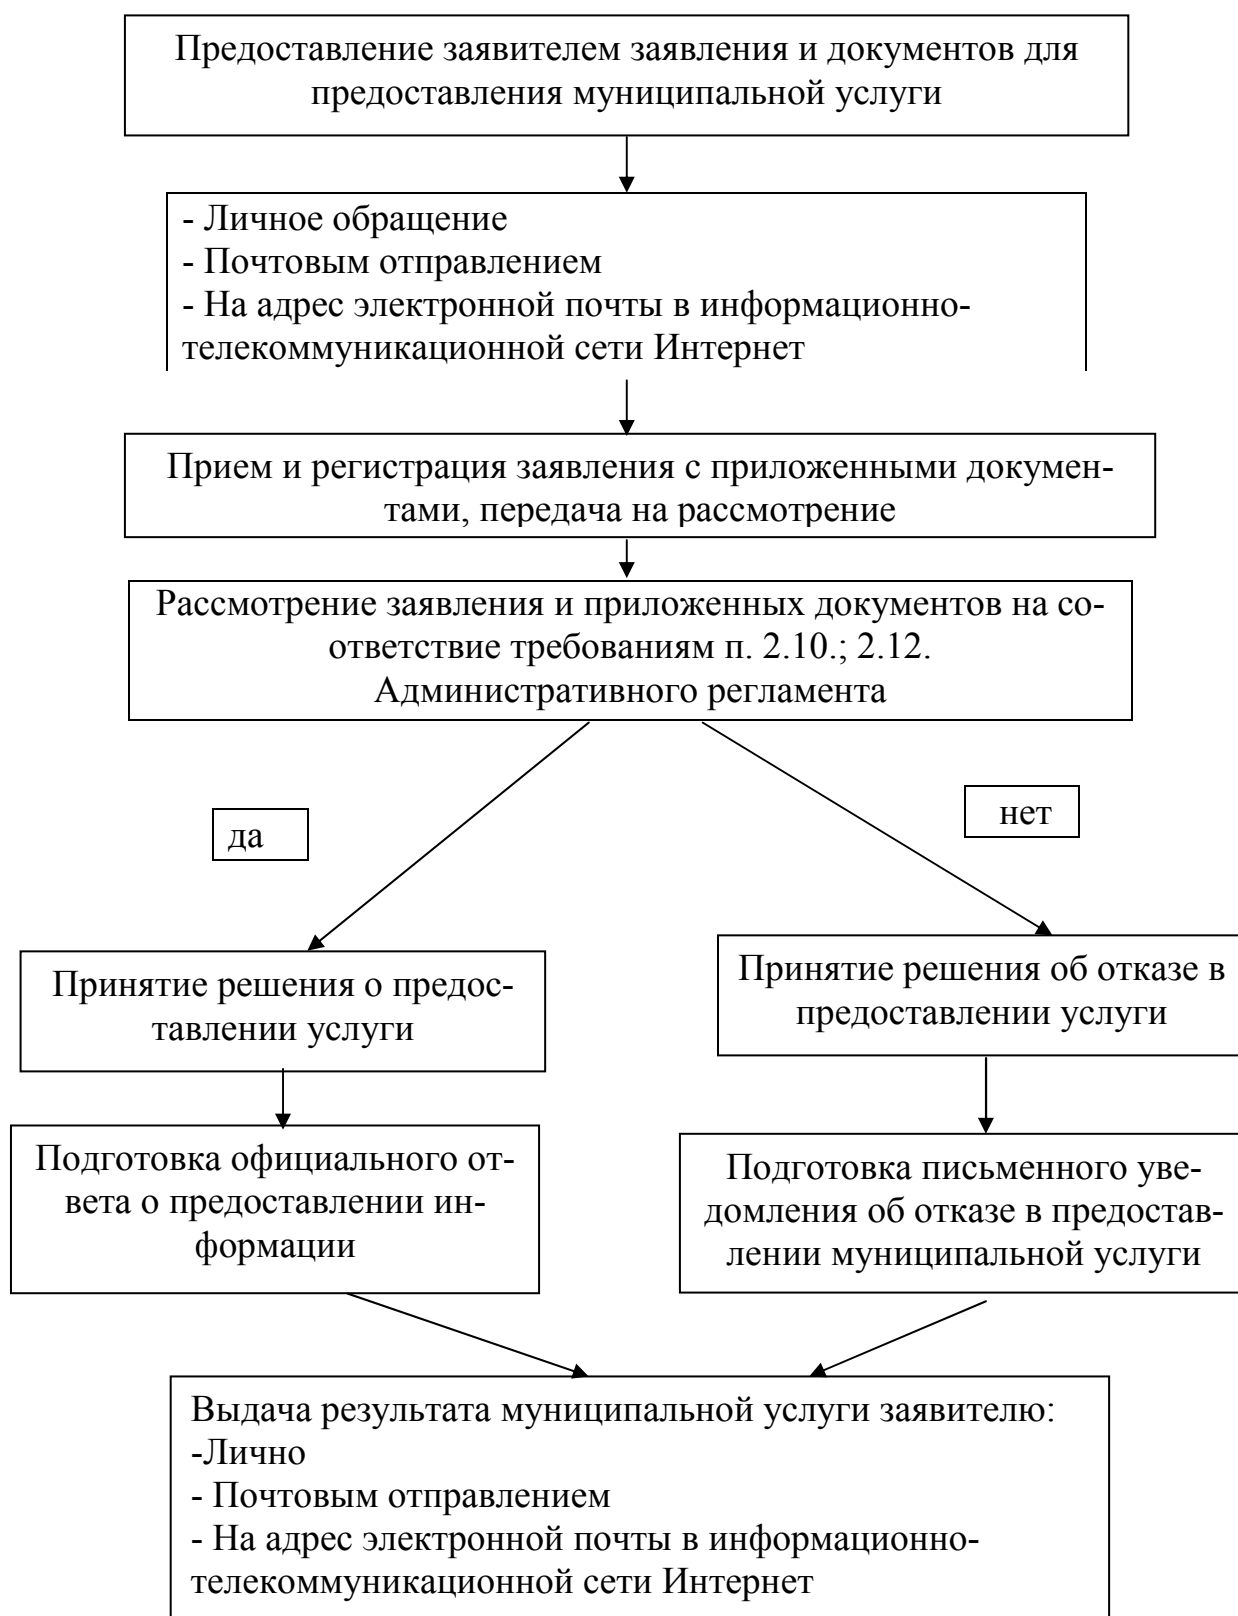 Предоставление заявителем заявления и документов для
предоставления муниципальной услуги
- Личное обращение
- Почтовым отправлением
- На адрес электронной почты в информационно-
телекоммуникационной сети Интернет
Прием и регистрация заявления с приложенными докумен-
тами, передача на рассмотрение
Рассмотрение заявления и приложенных документов на со-
ответствие требованиям п. 2.10.; 2.12.
Административного регламента
да
нет
Принятие решения о предос-
тавлении услуги
Принятие решения об отказе в
предоставлении услуги
Подготовка официального от-
вета о предоставлении ин-
формации
Подготовка письменного уве-
домления об отказе в предостав-
лении муниципальной услуги
Выдача результата муниципальной услуги заявителю:
-Лично
- Почтовым отправлением
- На адрес электронной почты в информационно-
телекоммуникационной сети Интернет